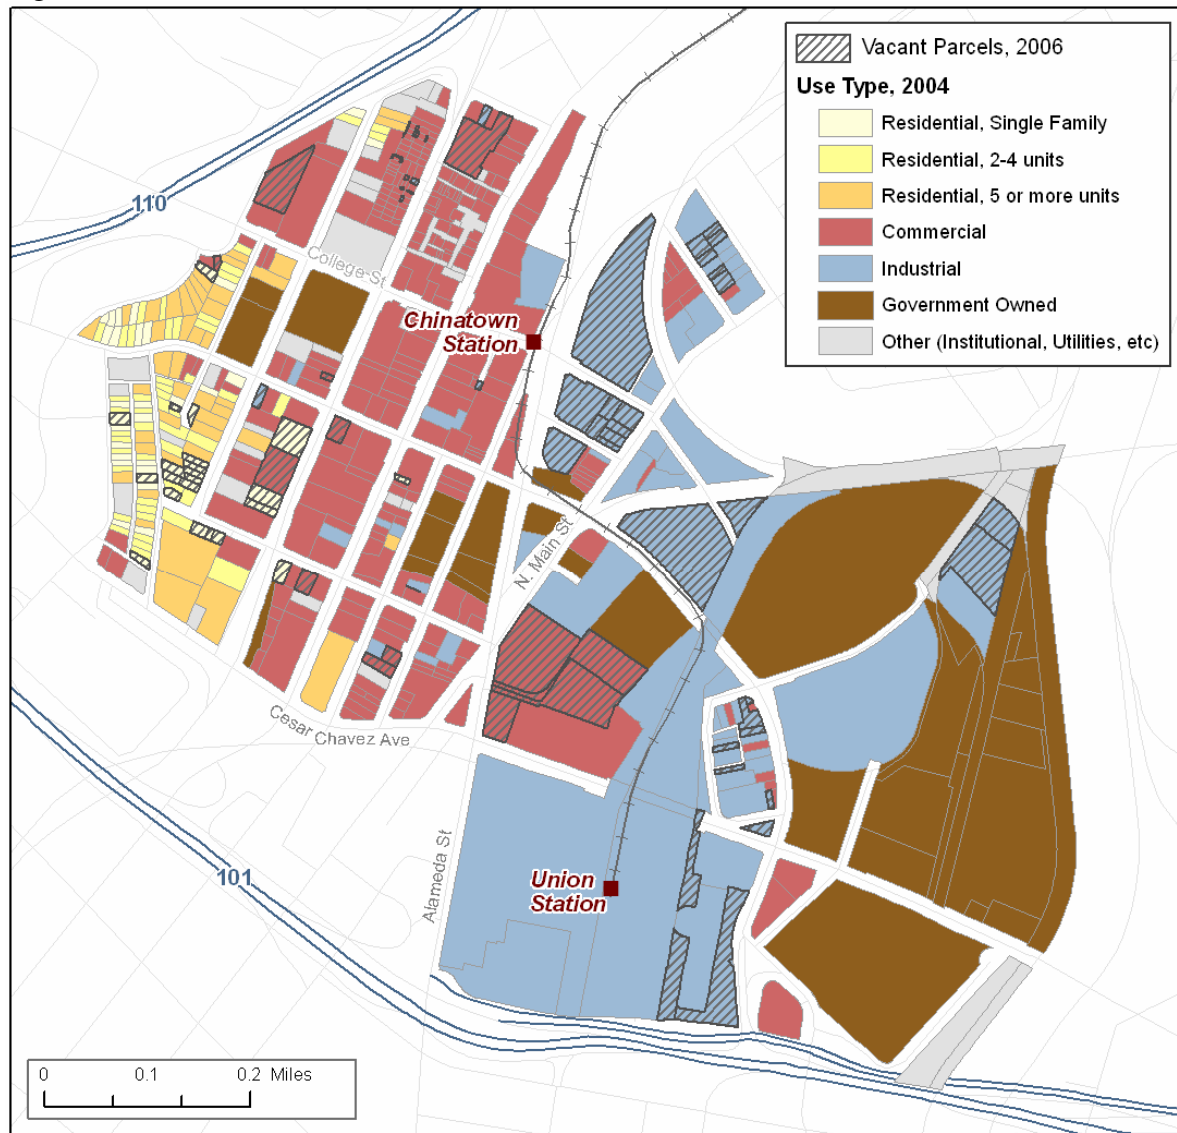 Vacant Parcels, 2006
Use Type, 2004
Residential, Single Family
Residential, 2-4 units
Residential, 5 or more units
Commercial
Industrial
Government Owned
Other (Institutional, Utilities, etc)
110
College St
Chinatown
Station
N. Main St
Cesar Chavez Ave
Alameda St
101
Union
Station
0 0.1 0.2 Miles